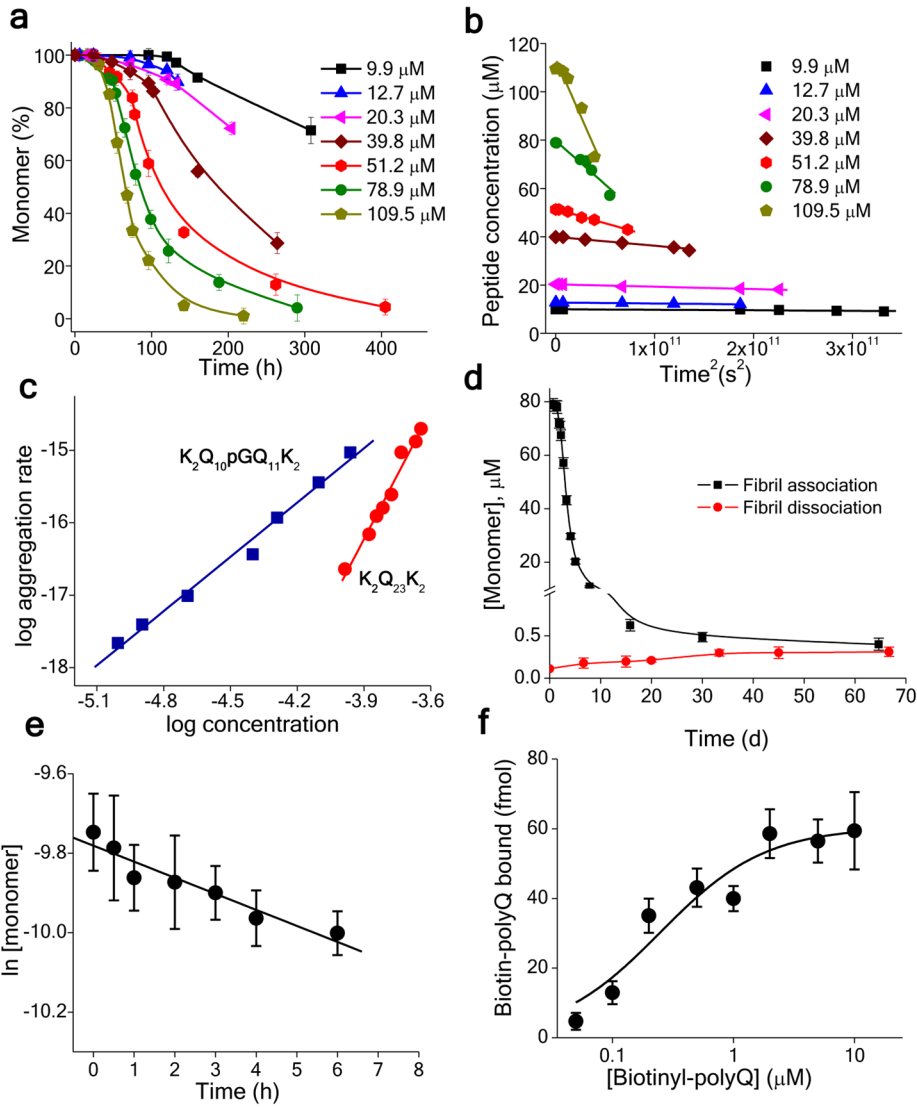 a
Monomer (%)
100
80
60
40
20
0
0 100 200 300 400
Time (h)
9.9 μM
12.7 μM
20.3 μM
39.8 μM
51.2 μM
78.9 μM
109.5 μM
b
Peptide concentration (μM)
120
100
80
60
40
20
0
0 1x10¹¹ 2x10¹¹ 3x10¹¹
Time²(s²)
9.9 μM
12.7 μM
20.3 μM
39.8 μM
51.2 μM
78.9 μM
109.5 μM
c
log aggregation rate
-15
-16
-17
-18
-5.1 -4.8 -4.5 -4.2 -3.9 -3.6
log concentration
K₂Q₁₀pGQ₁₁K₂
K₂Q₂₃K₂
d
[Monomer], μM
80
60
40
20
0.5
0.0
0 10 20 30 40 50 60 70
Time (d)
Fibril association
Fibril dissociation
e
ln [monomer]
-9.6
-9.8
-10.0
-10.2
0 1 2 3 4 5 6 7 8
Time (h)
f
Biotin-polyQ bound (fmol)
80
60
40
20
0
0.1 1 10
[Biotinyl-polyQ] (μM)